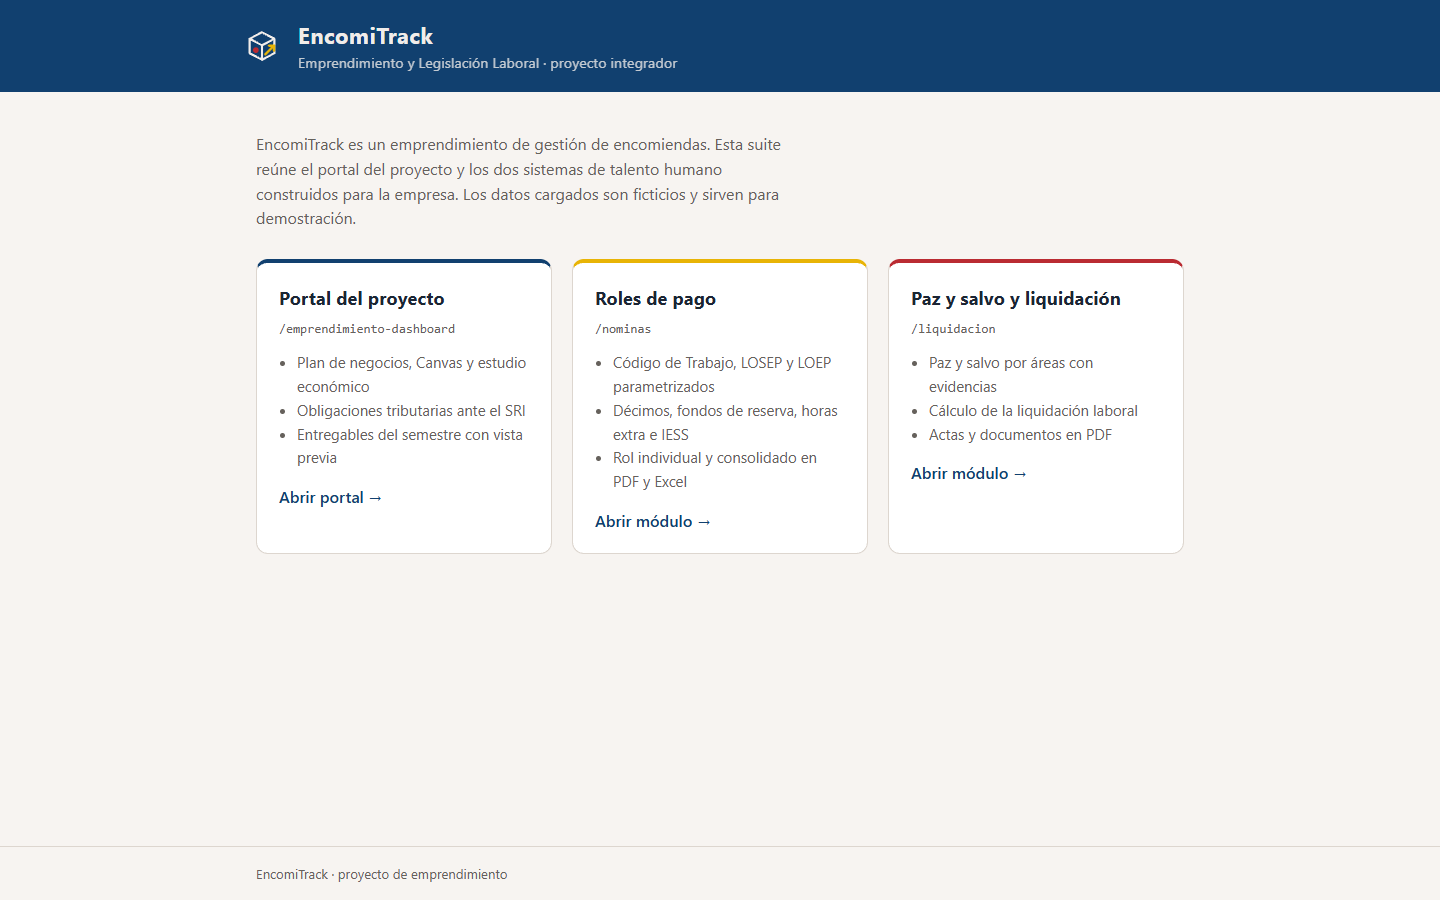 EncomiTrack
Emprendimiento y Legislación Laboral · proyecto integrador
EncomiTrack es un emprendimiento de gestión de encomiendas. Esta suite
reúne el portal del proyecto y los dos sistemas de talento humano
construidos para la empresa. Los datos cargados son ficticios y sirven para
demostración.
Portal del proyecto
/emprendimiento-dashboard
• Plan de negocios, Canvas y estudio
económico
• Obligaciones tributarias ante el SRI
• Entregables del semestre con vista
previa
Abrir portal →
Roles de pago
/nominas
• Código de Trabajo, LOSEP y LOEP
parametrizados
• Décimos, fondos de reserva, horas
extra e IESS
• Rol individual y consolidado en
PDF y Excel
Abrir módulo →
Paz y salvo y liquidación
/liquidacion
• Paz y salvo por áreas con
evidencias
• Cálculo de la liquidación laboral
• Actas y documentos en PDF
Abrir módulo →
EncomiTrack · proyecto de emprendimiento